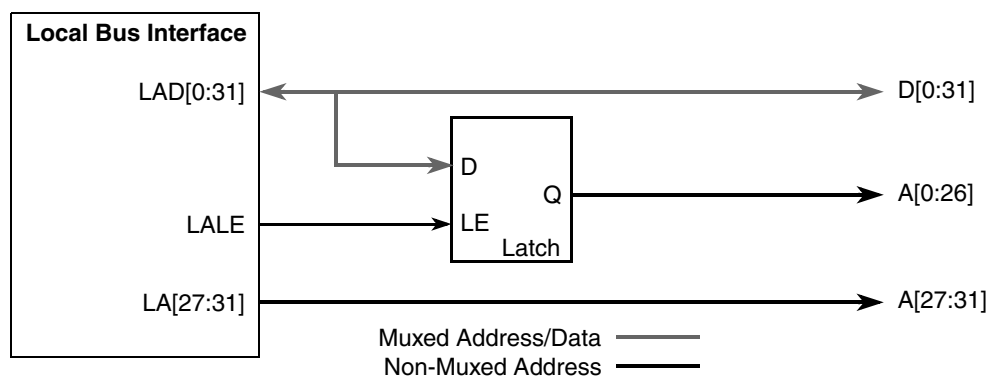 Local Bus Interface
LAD[0:31]
D[0:31]
D
Q
A[0:26]
LALE
LE
Latch
LA[27:31]
A[27:31]
Muxed Address/Data
Non-Muxed Address